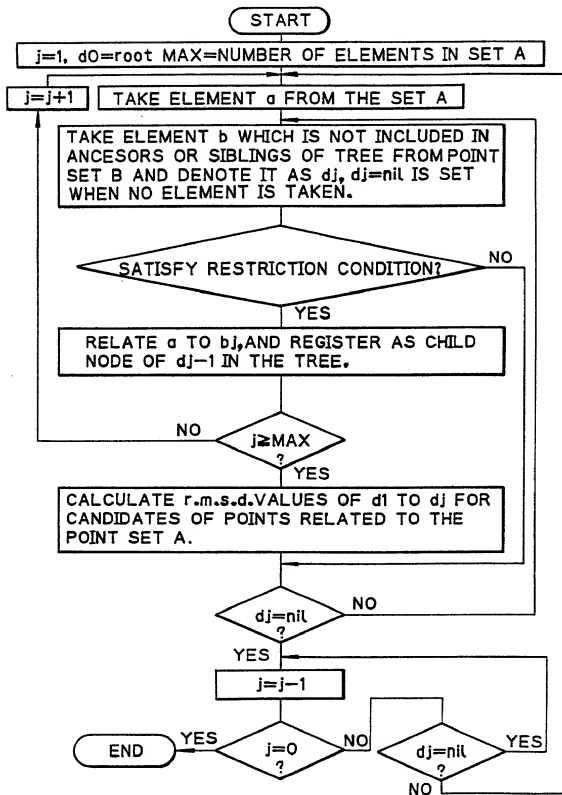 START
j=1, d0=root MAX=NUMBER OF ELEMENTS IN SET A
j=j+1
TAKE ELEMENT a FROM THE SET A
TAKE ELEMENT b WHICH IS NOT INCLUDED IN
ANCESORS OR SIBLINGS OF TREE FROM POINT
SET B AND DENOTE IT AS dj, dj=nil IS SET
WHEN NO ELEMENT IS TAKEN.
SATISFY RESTRICTION CONDITION?
NO
YES
RELATE a TO bj, AND REGISTER AS CHILD
NODE OF dj-1 IN THE TREE.
NO
j≧MAX
?
YES
CALCULATE r.m.s.d. VALUES OF d1 TO dj FOR
CANDIDATES OF POINTS RELATED TO THE
POINT SET A.
dj=nil
?
NO
YES
j=j-1
END
YES
j=0
?
NO
dj=nil
?
YES
NO